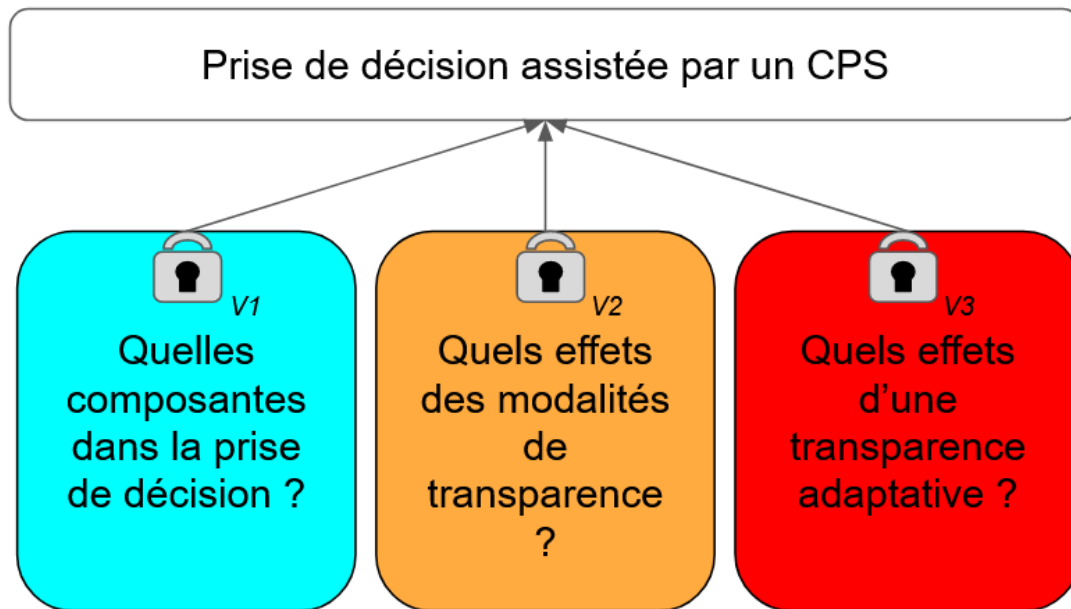 Prise de décision assistée par un CPS
V1
Quelles
composantes
dans la prise
de décision ?
V2
Quels effets
des modalités
de
transparence
?
V3
Quels effets
d’une
transparence
adaptative ?